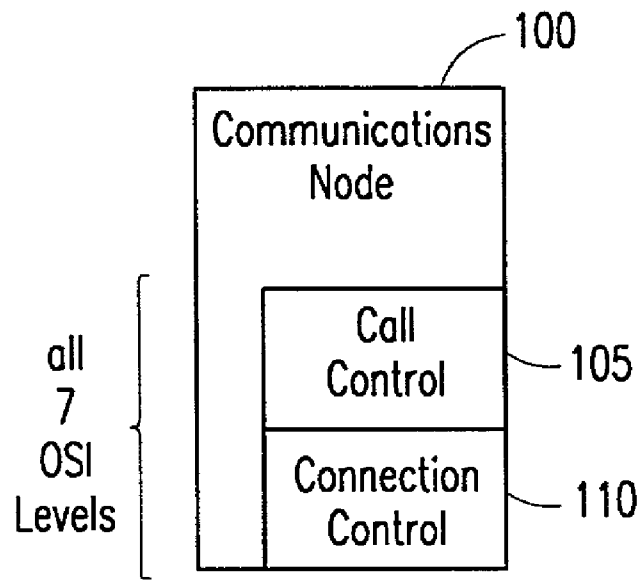 100
Communications
Node
Call
Control
105
all
7
OSI
Levels
Connection
Control
110